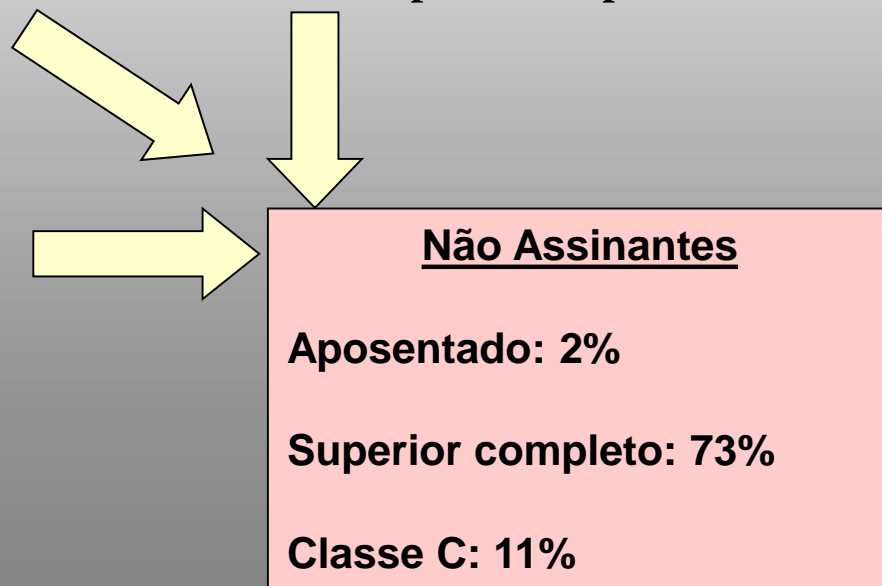 Não Assinantes
Aposentado: 2%
Superior completo: 73%
Classe C: 11%